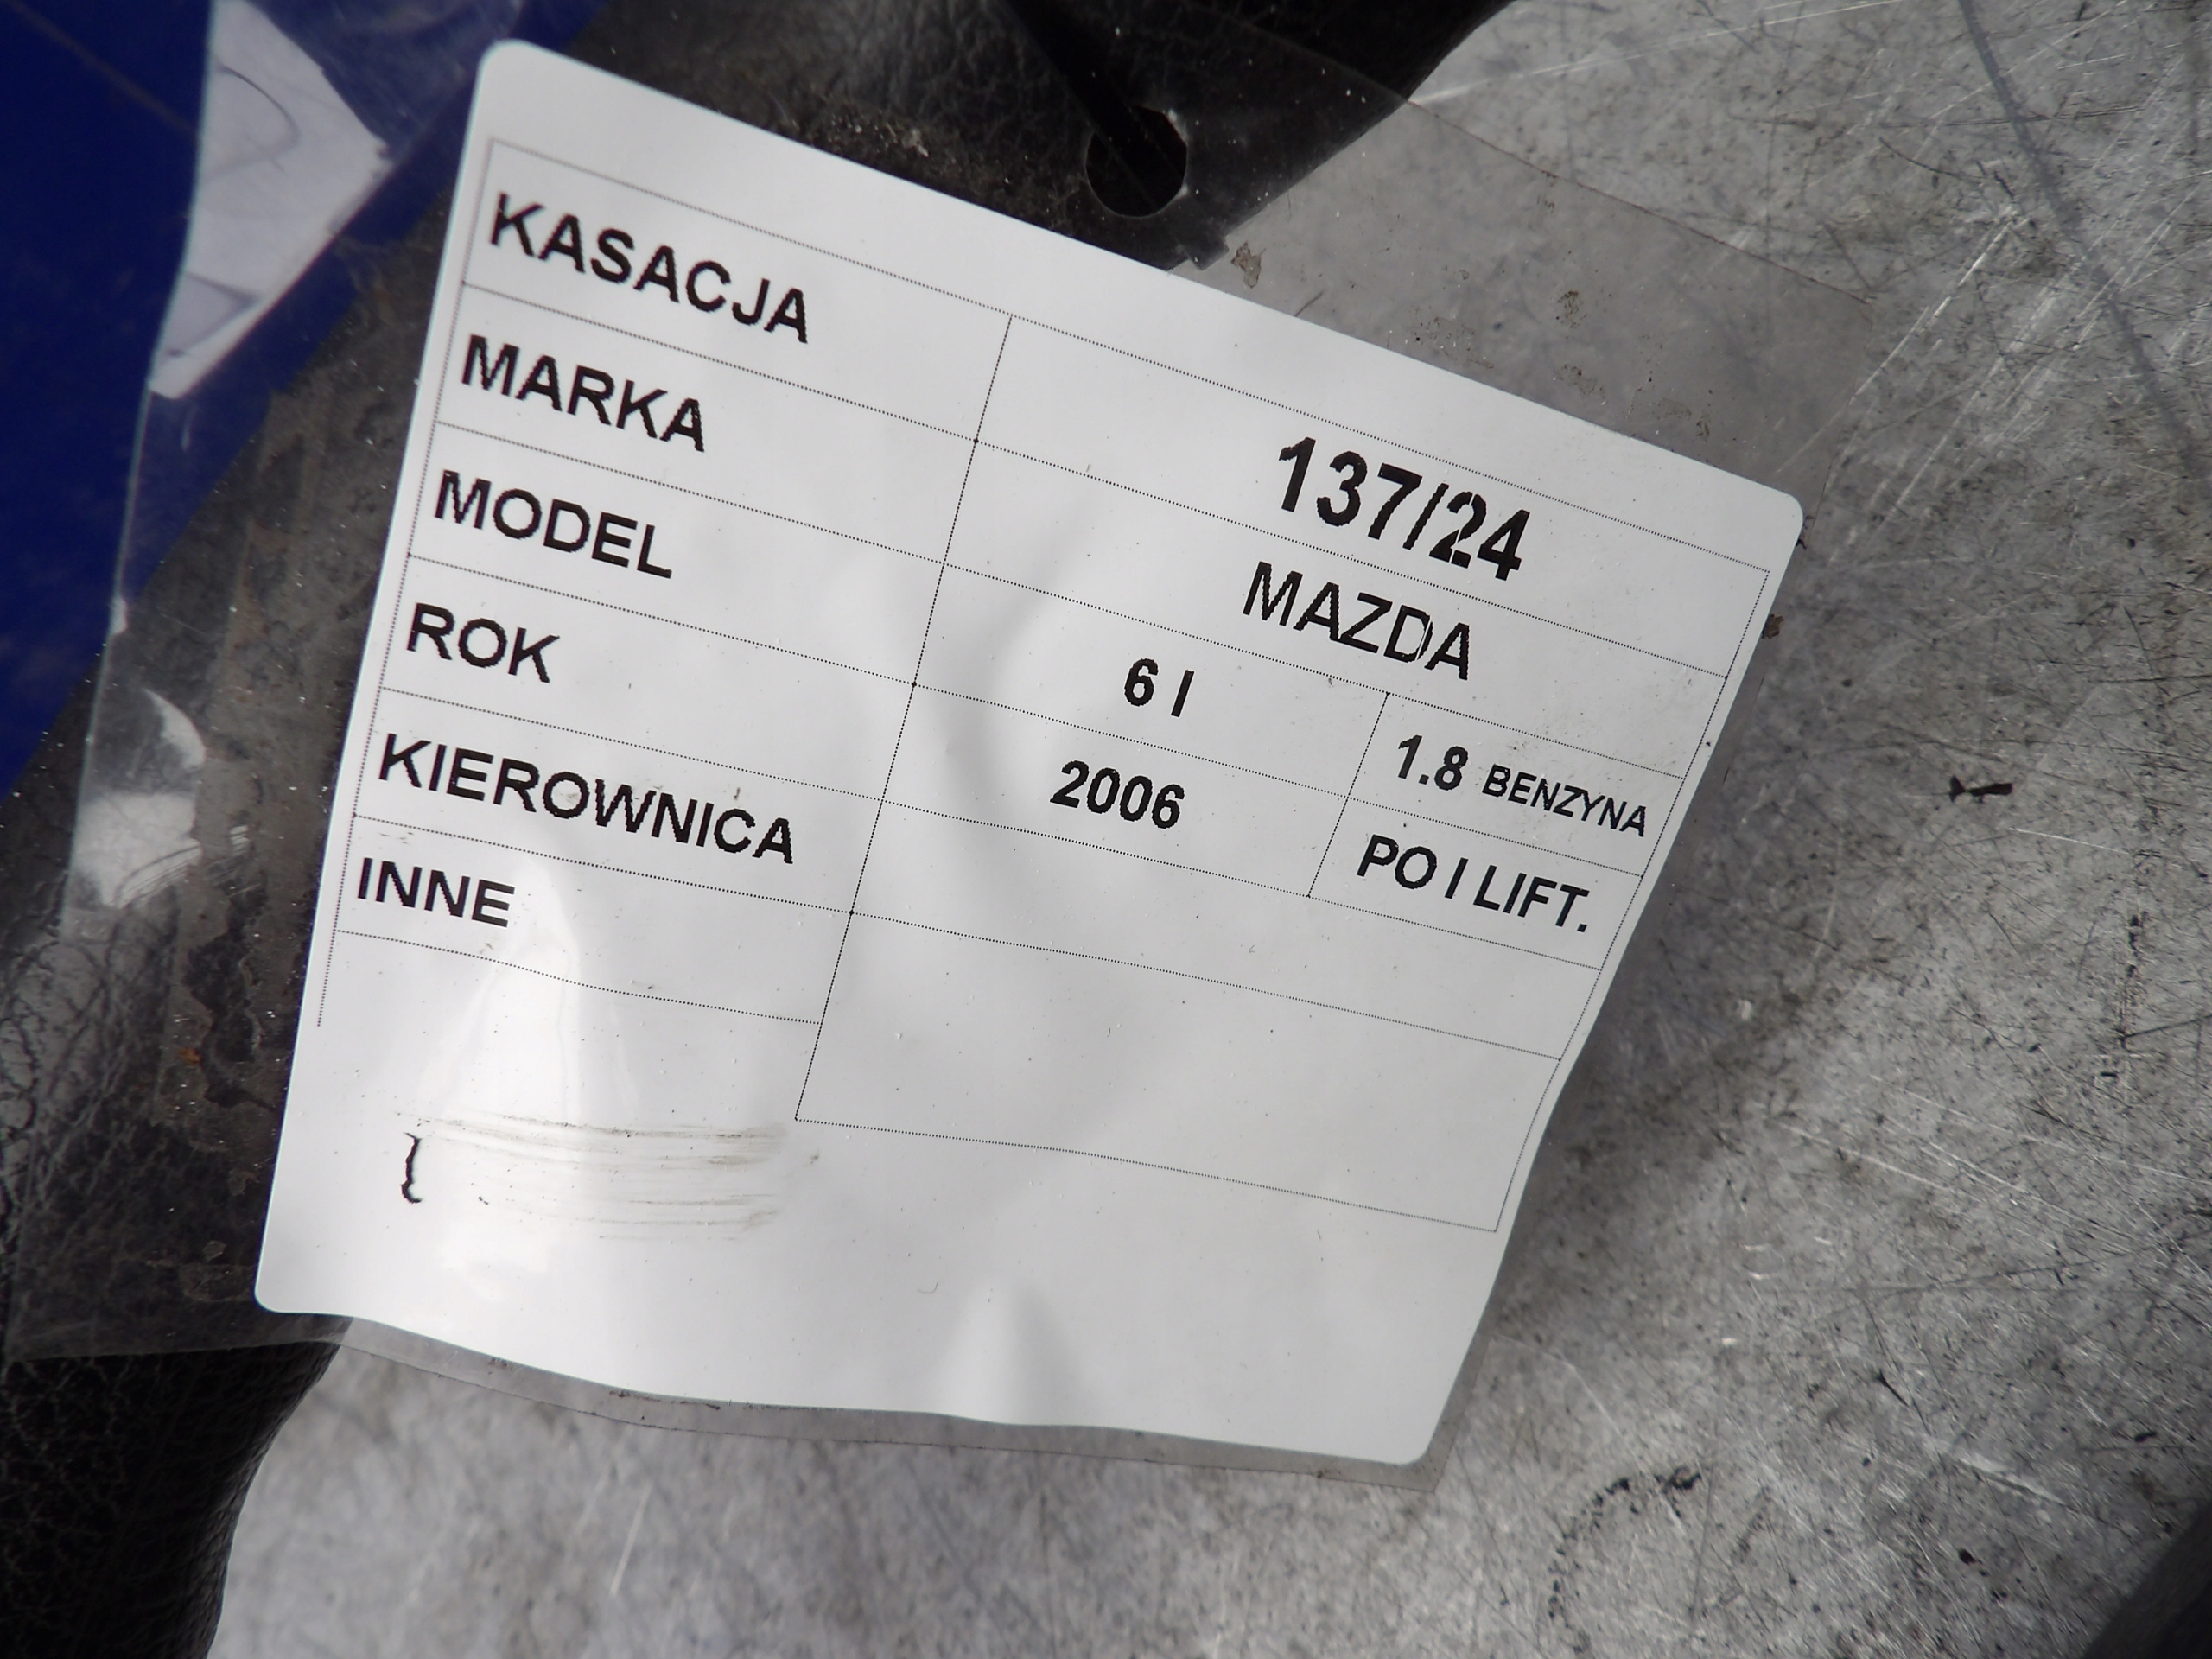 KASACJA 137/24
MARKA MAZDA
MODEL 6 I 1.8 BENZYNA
ROK 2006 PO I LIFT.
KIEROWNICA
INNE